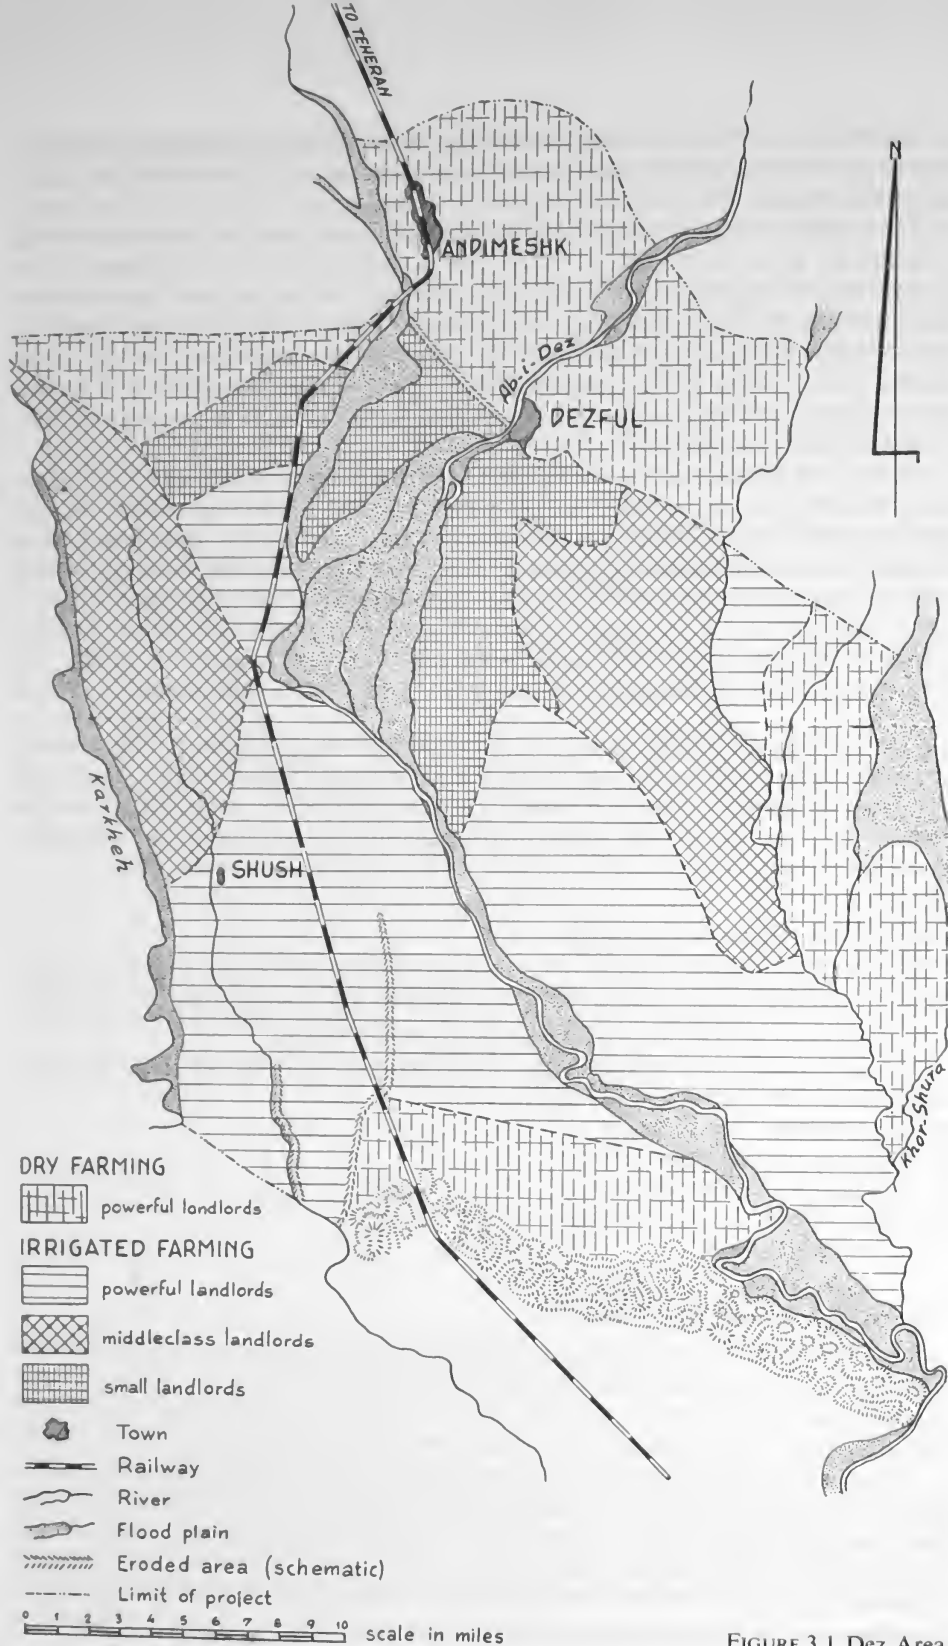 TO TEHERAN
N
ANDIMESHK
Ab-i-Dez
DEZFUL
Karkheh
SHUSH
Khor-Shura
DRY FARMING
powerful landlords
IRRIGATED FARMING
powerful landlords
middleclass landlords
small landlords
Town
Railway
River
Flood plain
Eroded area (schematic)
Limit of project
0 1 2 3 4 5 6 7 8 9 10
scale in miles
FIGURE 3.1 Dez Area